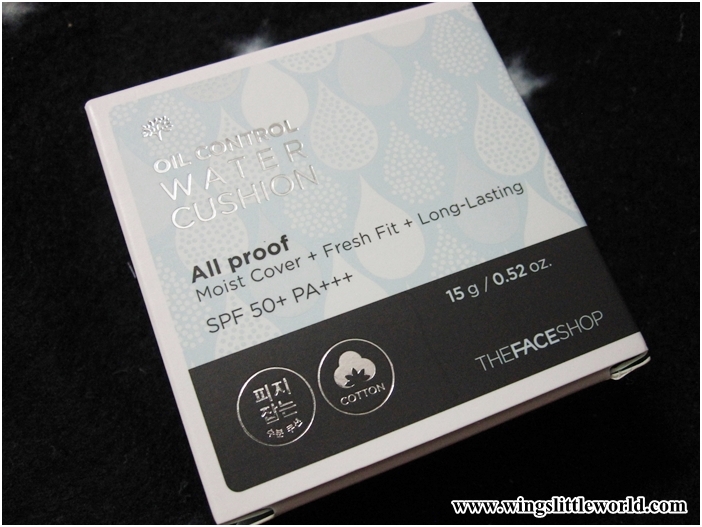 OIL CONTROL
WATER
CUSHION
All proof
Moist Cover + Fresh Fit + Long-Lasting
SPF 50+ PA+++
15 g / 0.52 oz.
THEFACESHOP
피지
잡는
COTTON
www.wingslittleworld.com